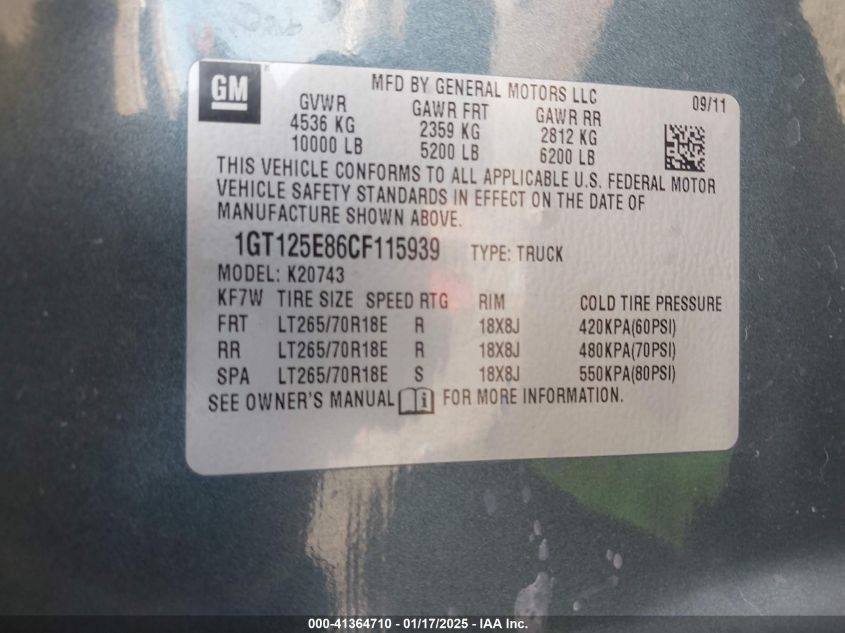 GM
MFD BY GENERAL MOTORS LLC
09/11
GVWR GAWR FRT GAWR RR
4536 KG 2359 KG 2812 KG
10000 LB 5200 LB 6200 LB
THIS VEHICLE CONFORMS TO ALL APPLICABLE U.S. FEDERAL MOTOR
VEHICLE SAFETY STANDARDS IN EFFECT ON THE DATE OF
MANUFACTURE SHOWN ABOVE.
1GT125E86CF115939 TYPE: TRUCK
MODEL: K20743
KF7W TIRE SIZE SPEED RTG RIM COLD TIRE PRESSURE
FRT LT265/70R18E R 18X8J 420KPA(60PSI)
RR LT265/70R18E R 18X8J 480KPA(70PSI)
SPA LT265/70R18E S 18X8J 550KPA(80PSI)
SEE OWNER'S MANUAL i FOR MORE INFORMATION.
000-41364710 — 01/17/2025 - IAA Inc.